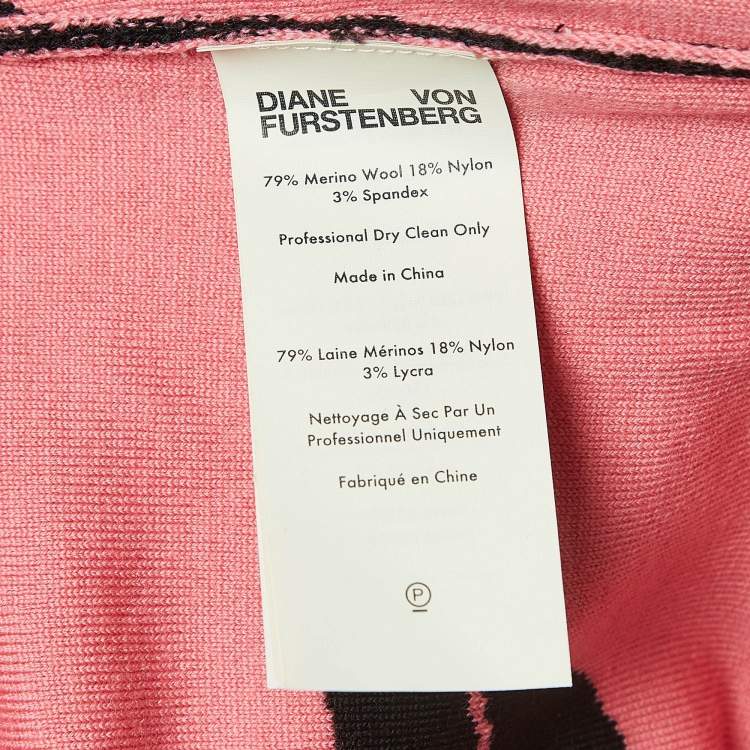 DIANE VON
FURSTENBERG
79% Merino Wool 18% Nylon
3% Spandex
Professional Dry Clean Only
Made in China
79% Laine Mérinos 18% Nylon
3% Lycra
Nettoyage À Sec Par Un
Professionnel Uniquement
Fabriqué en Chine
P